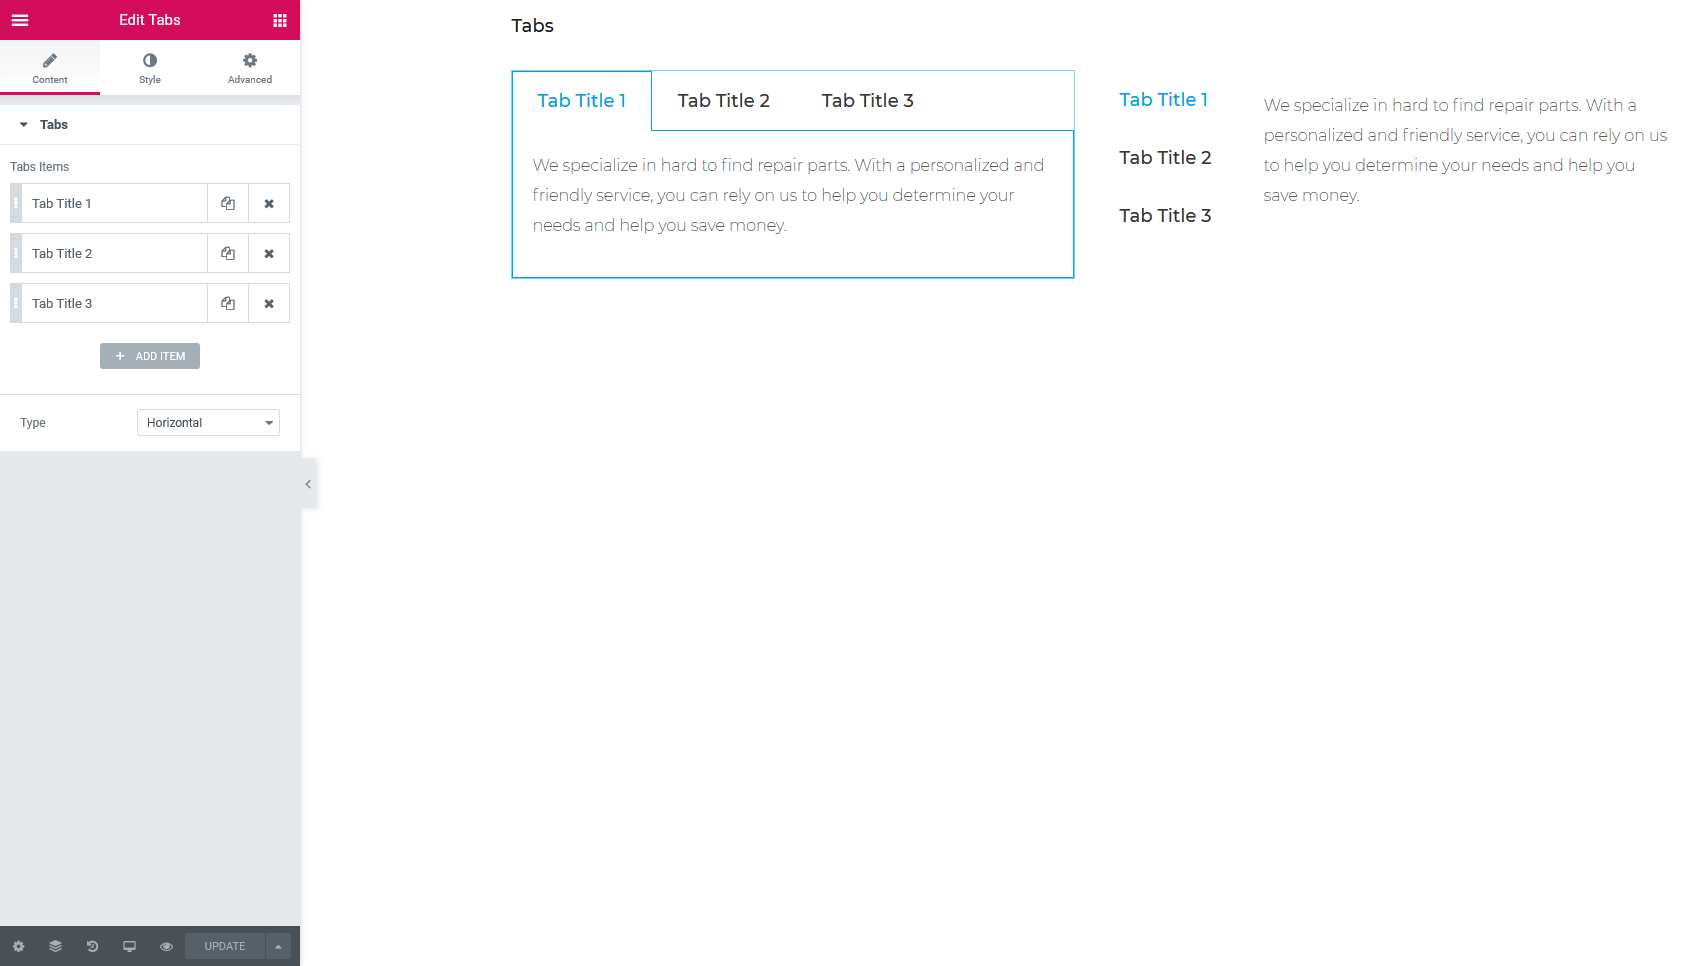 Edit Tabs
Content
Style
Advanced
Tabs
Tabs Items
Tab Title 1
Tab Title 2
Tab Title 3
ADD ITEM
Type
Horizontal
UPDATE
Tabs
Tab Title 1
Tab Title 2
Tab Title 3
We specialize in hard to find repair parts. With a personalized and
friendly service, you can rely on us to help you determine your
needs and help you save money.
Tab Title 1
Tab Title 2
Tab Title 3
We specialize in hard to find repair parts. With a
personalized and friendly service, you can rely on us
to help you determine your needs and help you
save money.